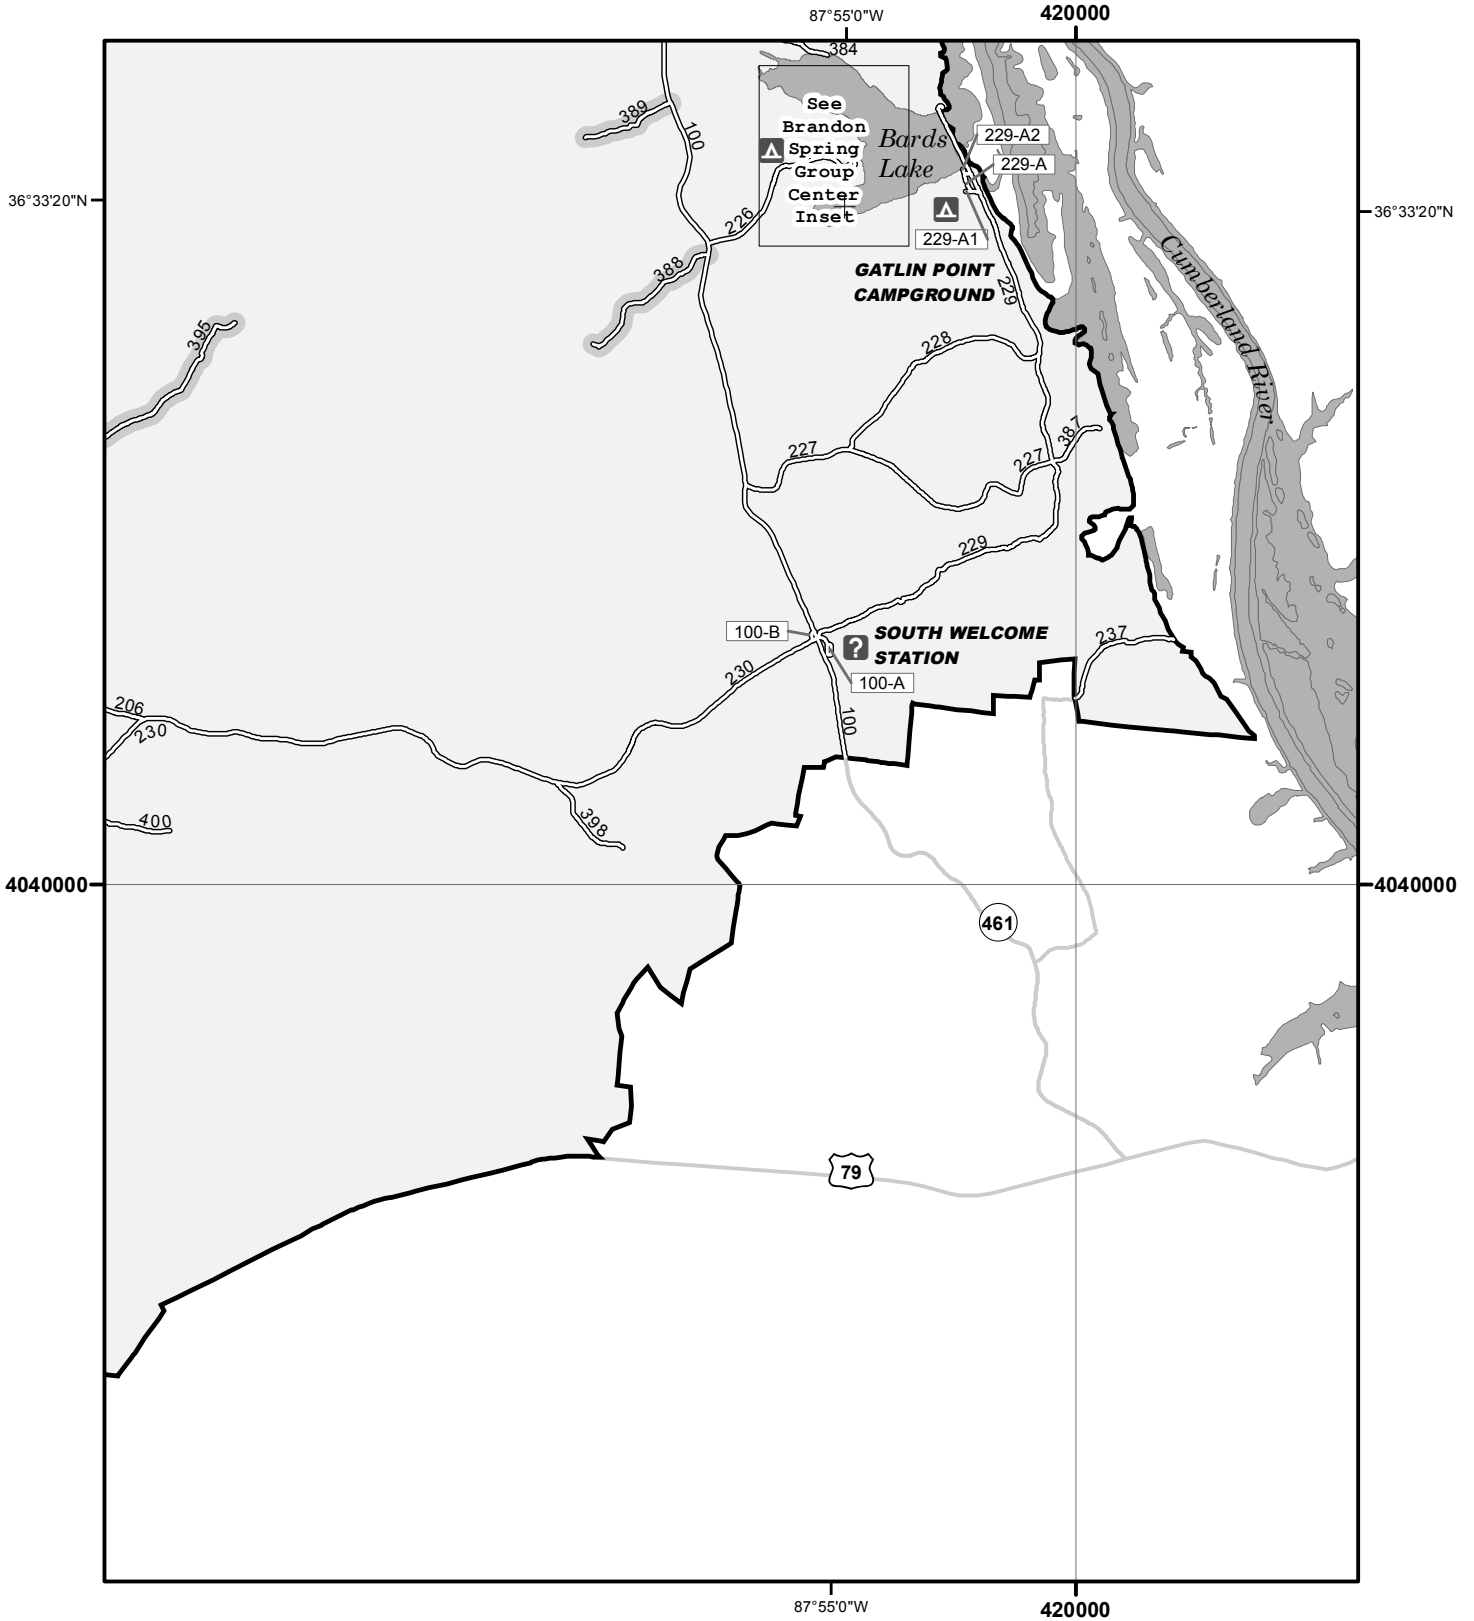 87°55'0"W
420000
384
389
100
See
Brandon
Spring
Group
Center
Inset
Bards
Lake
229-A2
229-A
36°33'20"N
36°33'20"N
226
229-A1
388
GATLIN POINT
CAMPGROUND
229
Cumberland River
395
228
387
227
227
229
100-B
?
SOUTH WELCOME
STATION
237
230
100-A
206
230
100
400
398
4040000
4040000
461
79
87°55'0"W
420000